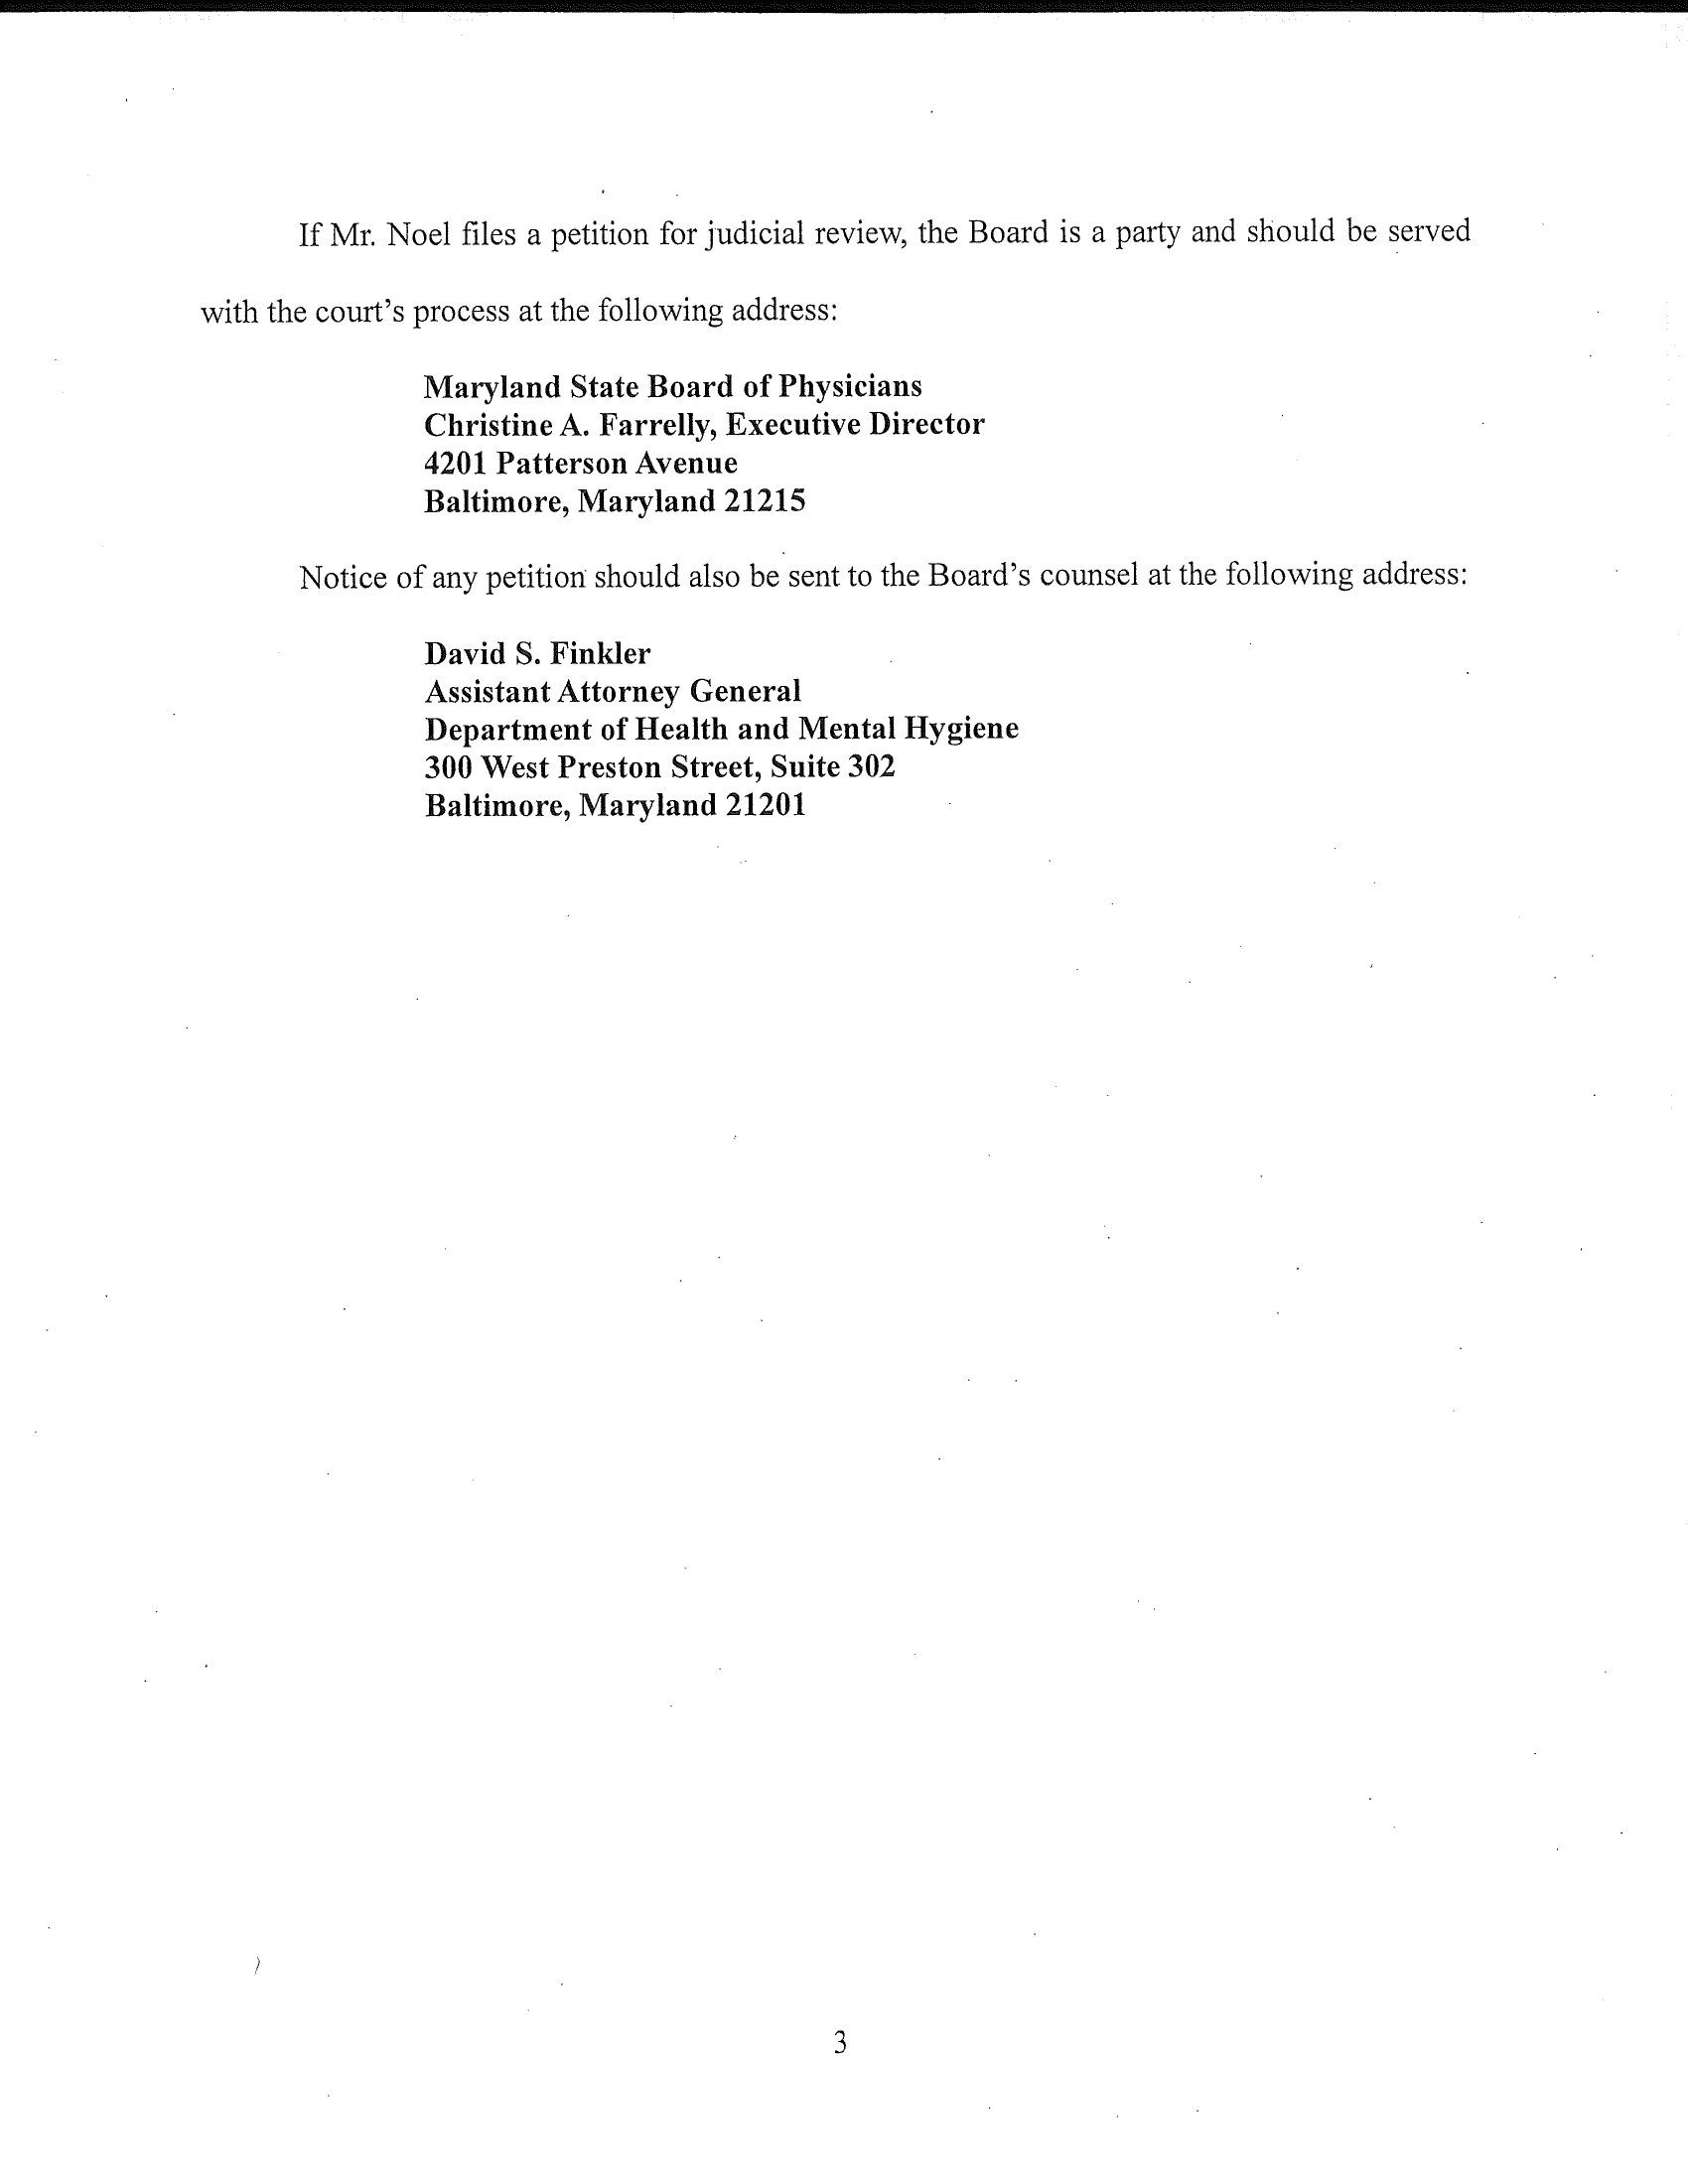 If Mr. Noel files a petition for judicial review, the Board is a party and should be served
with the court's process at the following address:
Maryland State Board of Physicians
Christine A. Farrelly, Executive Director
4201 Patterson Avenue
Baltimore, Maryland 21215
Notice of any petition should also be sent to the Board's counsel at the following address:
David S. Finkler
Assistant Attorney General
Department of Health and Mental Hygiene
300 West Preston Street, Suite 302
Baltimore, Maryland 21201
3